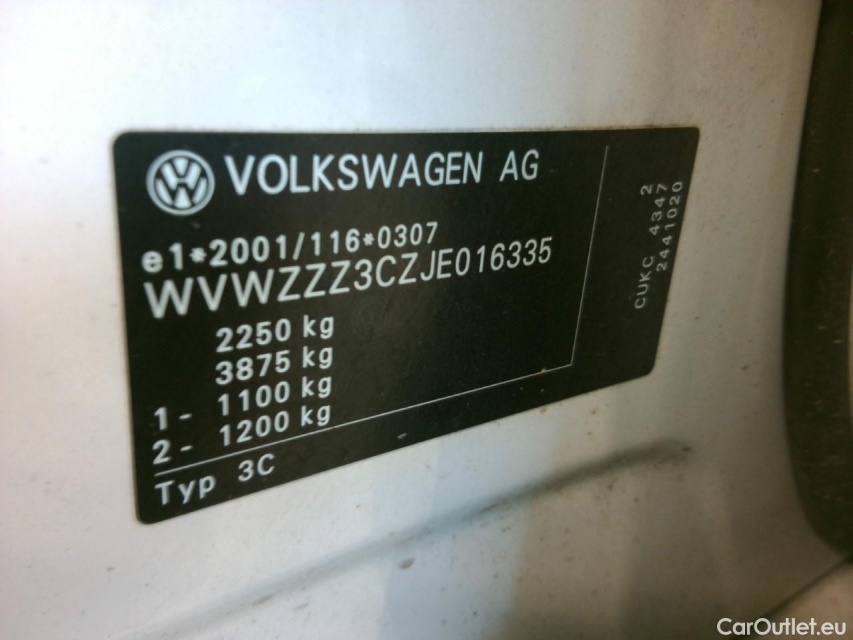 VOLKSWAGEN AG
e1*2001/116*0307
WVWZZZ3CZJE016335
2250 kg
3875 kg
1- 1100 kg
2- 1200 kg
Typ 3C
2
CUKC 4347
2441020
CarOutlet.eu